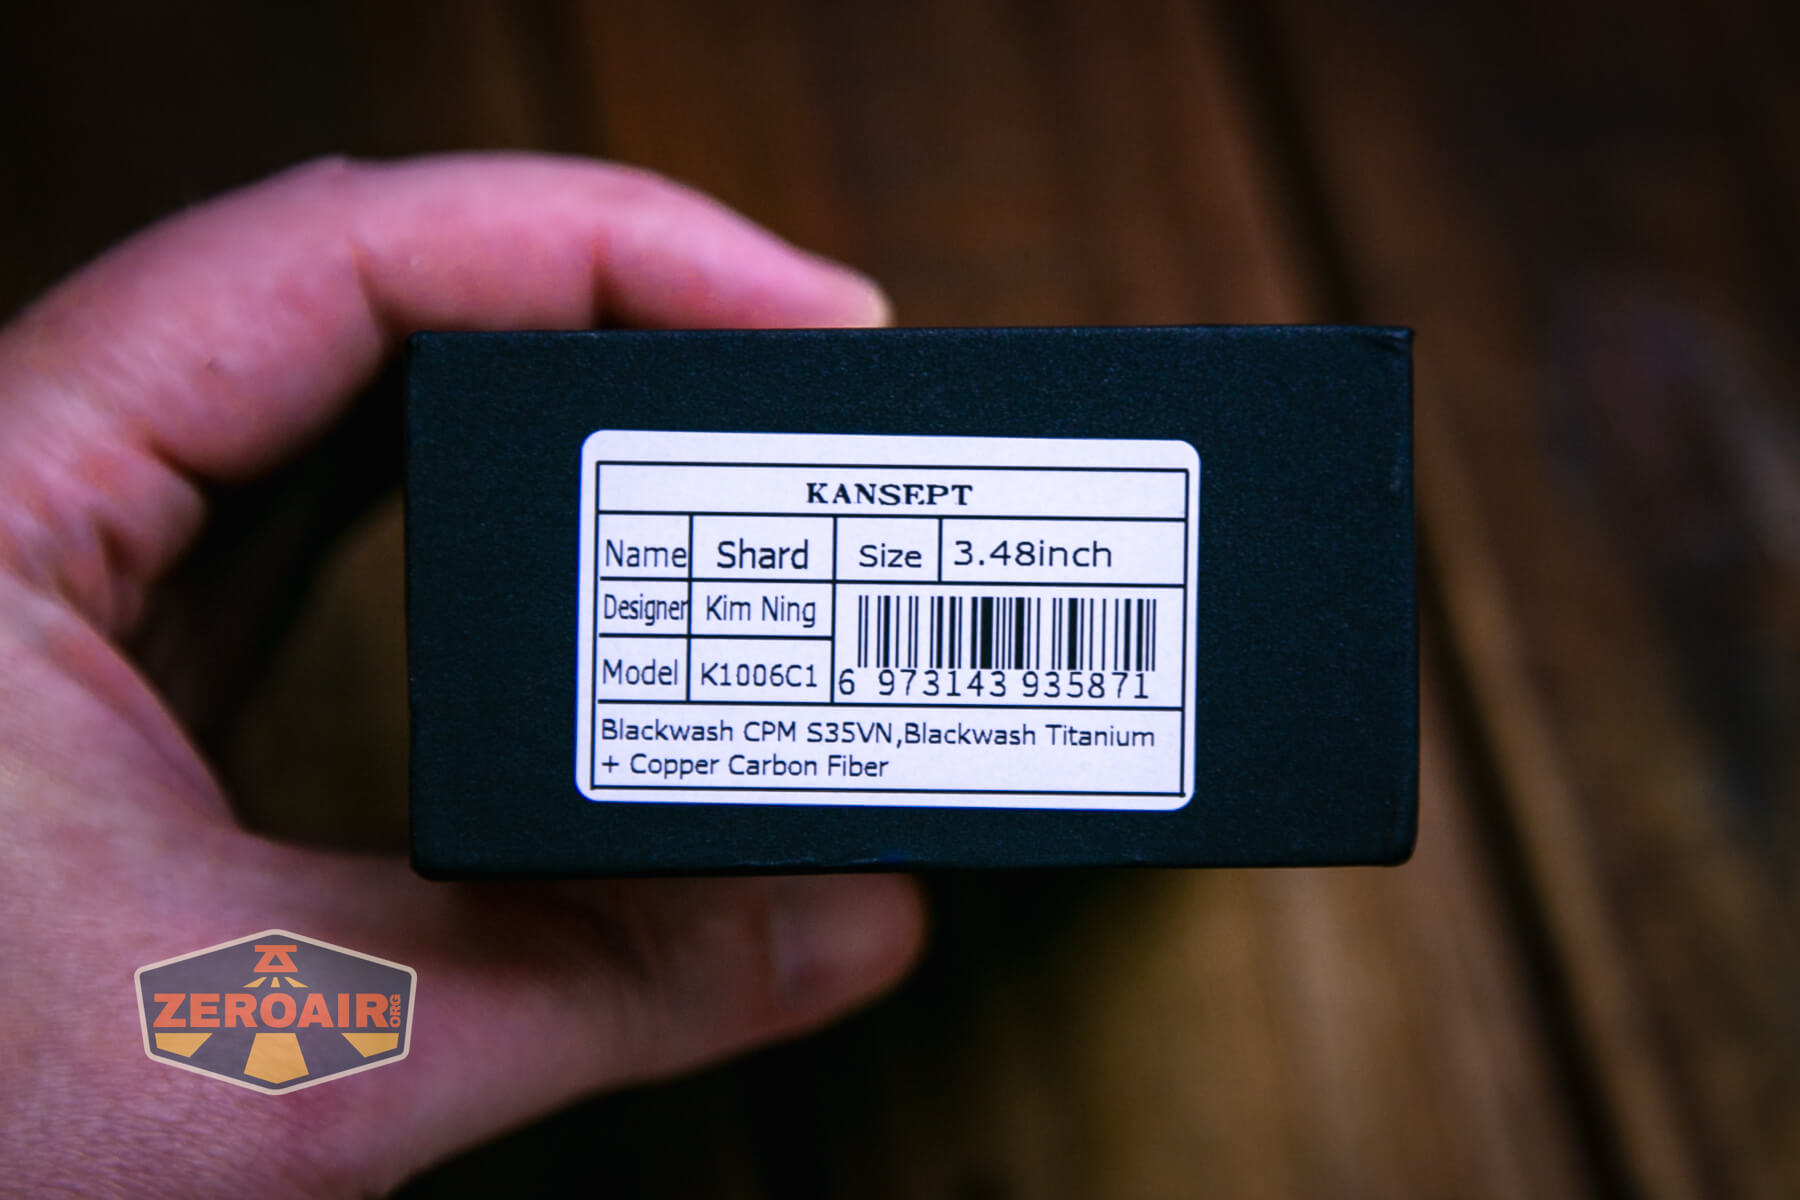 KANSEPT
Name Shard Size 3.48inch
Designer Kim Ning
Model K1006C1
6 973143 935871
Blackwash CPM S35VN,Blackwash Titanium
+ Copper Carbon Fiber
ZEROAIR.ORG